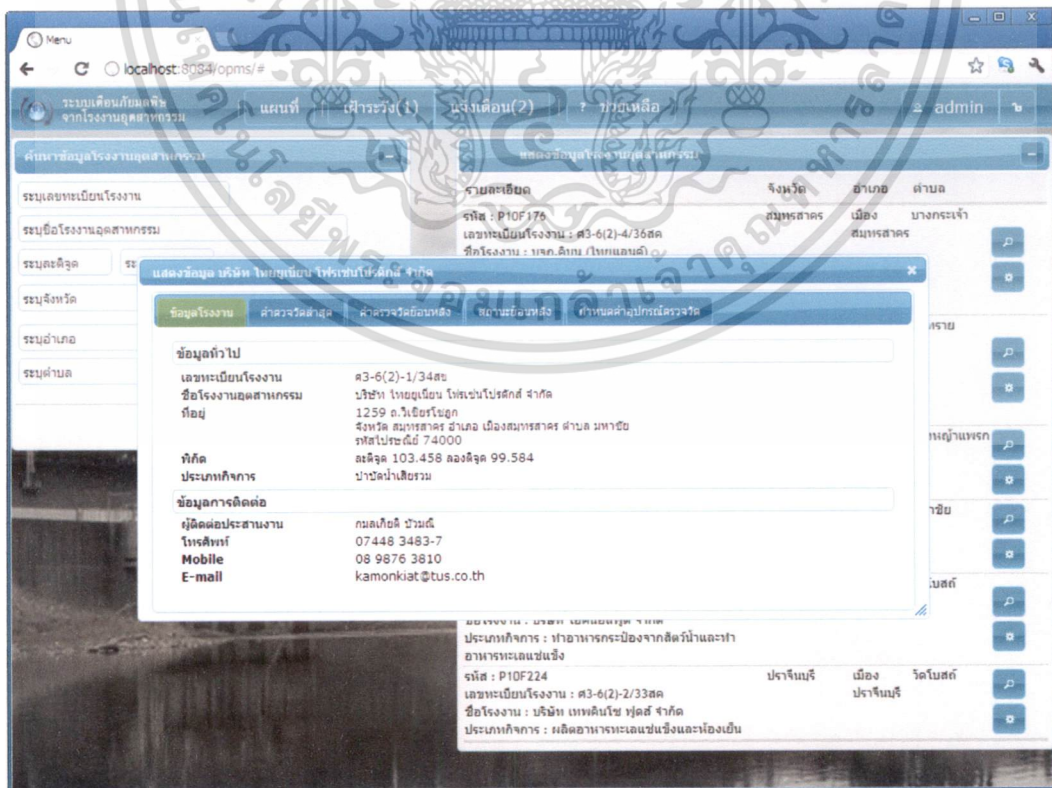 Menu
localhost:8084/opms/#
ระบบเตือนภัยมลพิษ
จากโรงงานอุตสาหกรรม
แผนที่
เฝ้าระวัง(1)
แจ้งเตือน(2)
? ช่วยเหลือ
admin
ค้นหาข้อมูลโรงงานอุตสาหกรรม
แสดงข้อมูลโรงงานอุตสาหกรรม
ระบุเลขทะเบียนโรงงาน
ระบุชื่อโรงงานอุตสาหกรรม
ระบุละติจูด
ระบุจังหวัด
ระบุอำเภอ
ระบุตำบล
รายละเอียด จังหวัด อำเภอ ตำบล
รหัส : P10F176 สมุทรสาคร เมือง บางกระเจ้า
เลขทะเบียนโรงงาน : ศ3-6(2)-4/36สค สมุทรสาคร
แสดงข้อมูล บริษัท ไทยยูเนียน โฟรเซ่นโปรดักส์ จำกัด
ข้อมูลโรงงาน
ค่าตรวจวัดล่าสุด
ค่าตรวจวัดย้อนหลัง
สถานะย้อนหลัง
กำหนดค่าอุปกรณ์ตรวจวัด
ข้อมูลทั่วไป
เลขทะเบียนโรงงาน ศ3-6(2)-1/34สข
ชื่อโรงงานอุตสาหกรรม บริษัท ไทยยูเนียน โฟรเซ่นโปรดักส์ จำกัด
ที่อยู่ 1259 ถ.วิเชียรโชฎก
จังหวัด สมุทรสาคร อำเภอ เมืองสมุทรสาคร ตำบล มหาชัย
รหัสไปรษณีย์ 74000
พิกัด ละติจูด 103.458 ลองติจูด 99.584
ประเภทกิจการ บำบัดน้ำเสียรวม
ข้อมูลการติดต่อ
ผู้ติดต่อประสานงาน กมลเกียติ บัวมณี
โทรศัพท์ 07448 3483-7
Mobile 08 9876 3810
E-mail kamonkiat@tus.co.th
ประเภทกิจการ : ทำอาหารกระป๋องจากสัตว์น้ำและทำ
อาหารทะเลแช่แข็ง
รหัส : P10F224 ปราจีนบุรี เมือง วัดโบสถ์
เลขทะเบียนโรงงาน : ศ3-6(2)-2/33สค ปราจีนบุรี
ชื่อโรงงาน : บริษัท เทพคินโช ฟูดส์ จำกัด
ประเภทกิจการ : ผลิตอาหารทะเลแช่แข็งและห้องเย็น